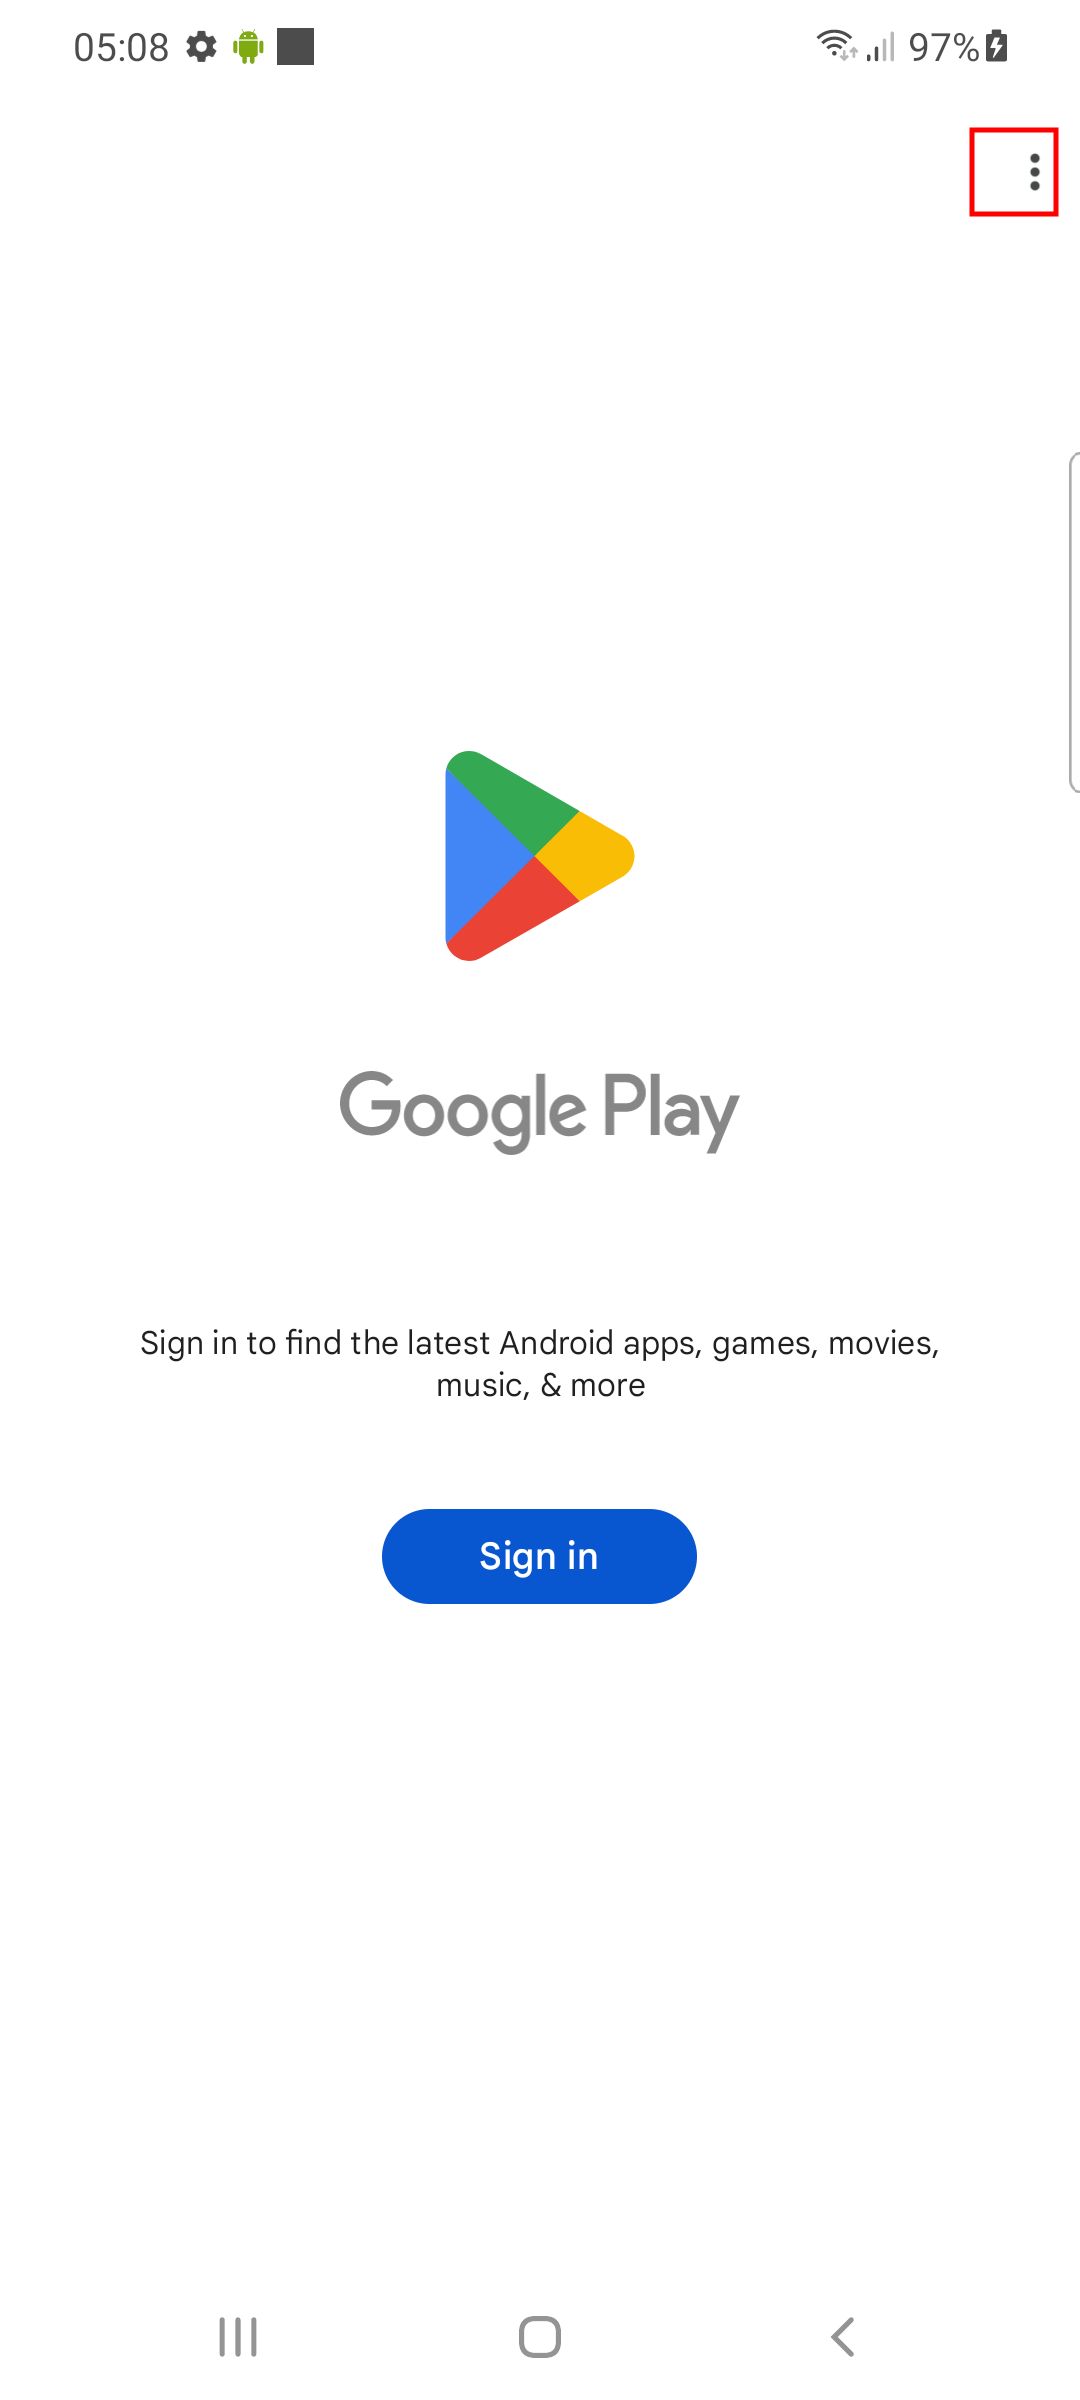 05:08
97%
Google Play
Sign in to find the latest Android apps, games, movies,
music, & more
Sign in